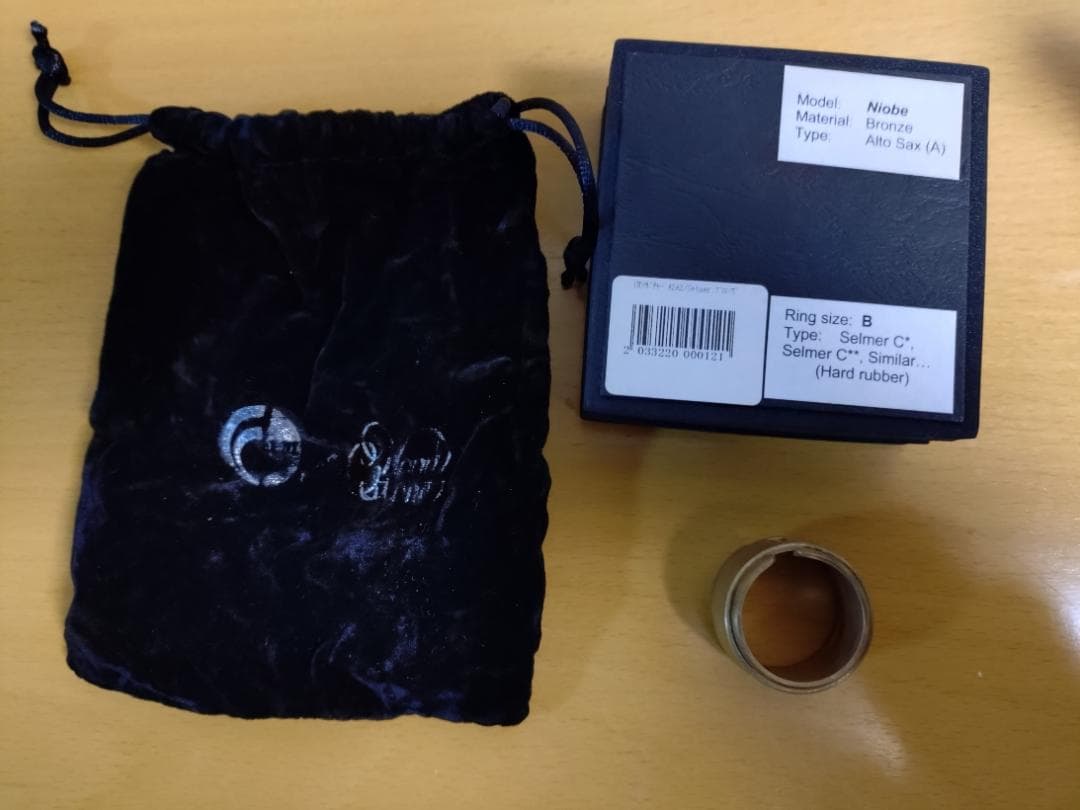 Model: Niobe
Material: Bronze
Type: Alto Sax (A)
2 033220 000121
Ring size: B
Type: Selmer C*,
Selmer C**, Similar...
(Hard rubber)